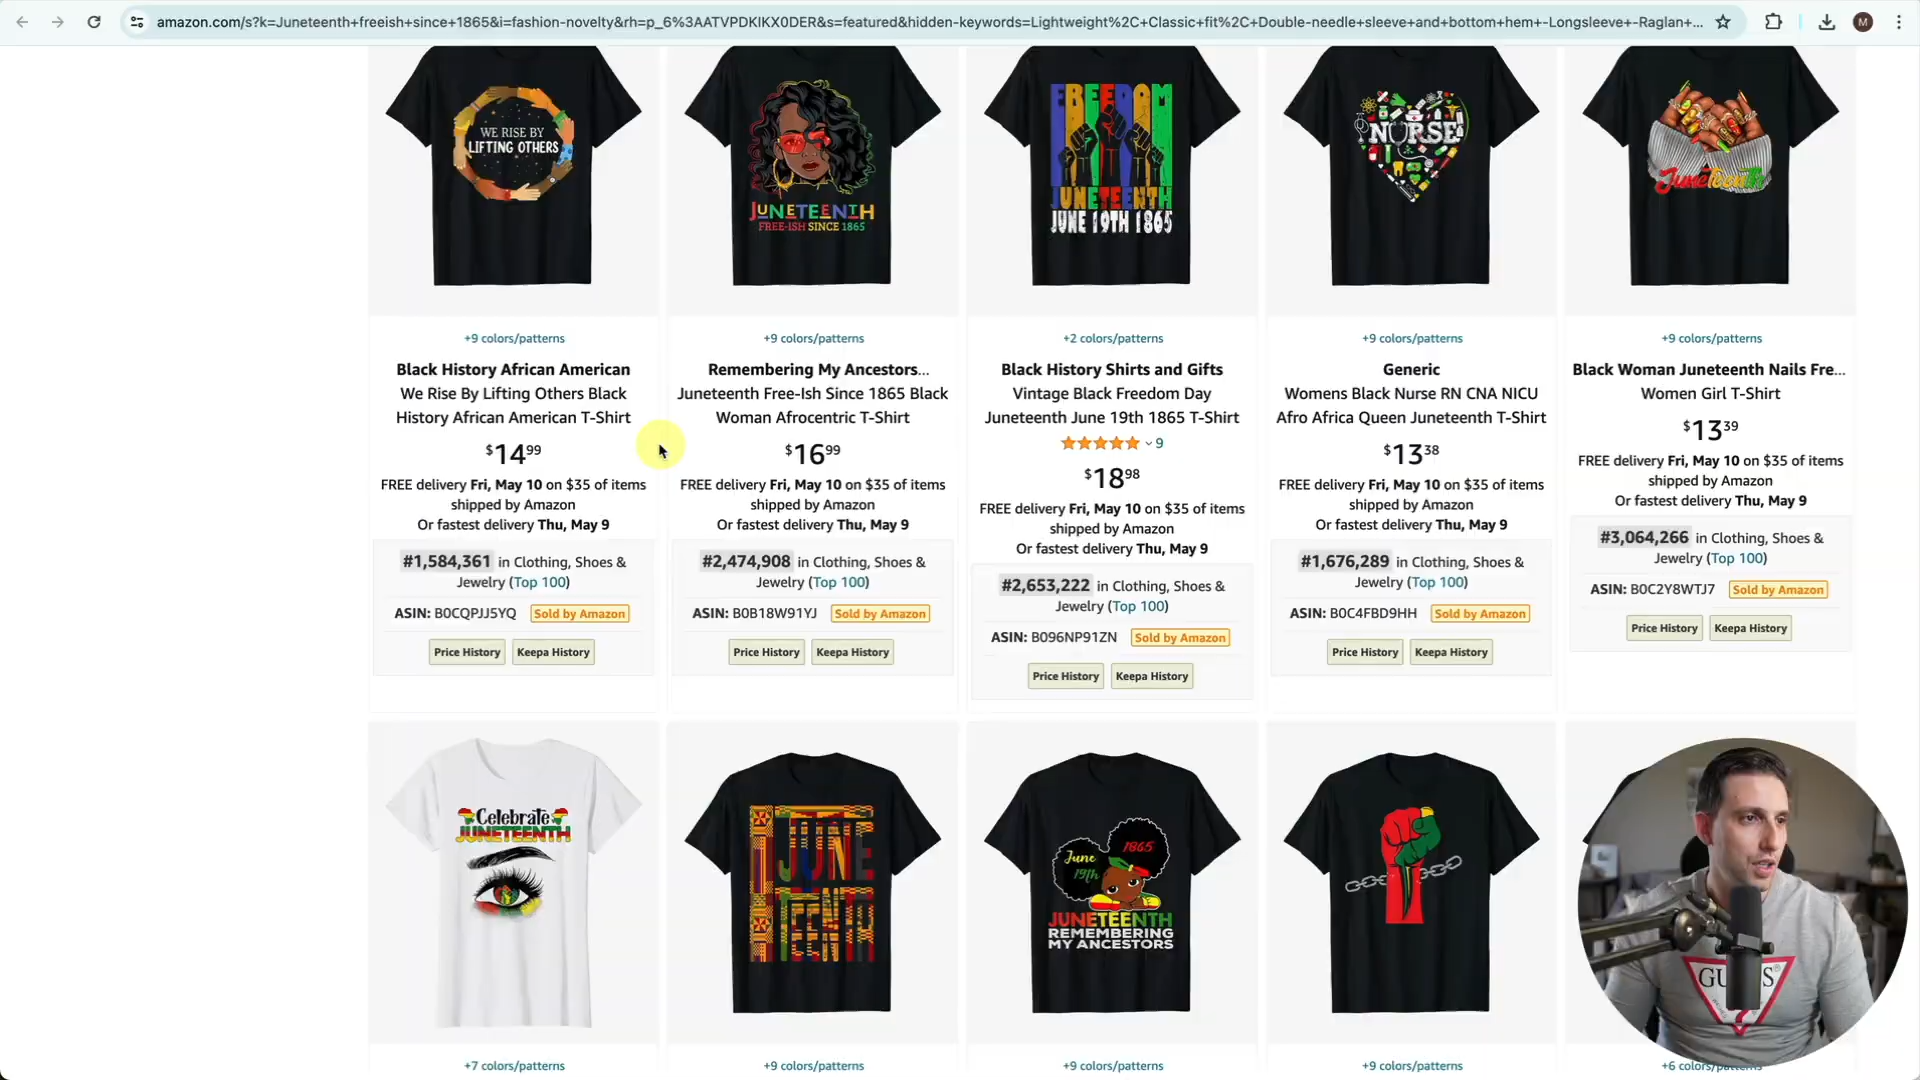 amazon.com/s?k=Juneteenth+freeish+since+1865&i=fashion-novelty&rh=p_6%3AATVPDKIKX0DER&s=featured&hidden-keywords=Lightweight%2C+Classic+fit%2C+Double-needle+sleeve+and+bottom+hem+-Longsleeve+-Raglan+...
M
WE RISE BY
LIFTING OTHERS
JUNETEENTH
FREE-ISH SINCE 1865
FREEDOM
JUNETEENTH
JUNE 19TH 1865
NURSE
Juneteenth
+9 colors/patterns
Black History African American
We Rise By Lifting Others Black
History African American T-Shirt
$14.99
FREE delivery Fri, May 10 on $35 of items
shipped by Amazon
Or fastest delivery Thu, May 9
#1,584,361 in Clothing, Shoes &
Jewelry (Top 100)
ASIN: B0CQPJJ5YQ Sold by Amazon
Price History Keepa History
+9 colors/patterns
Remembering My Ancestors...
Juneteenth Free-Ish Since 1865 Black
Woman Afrocentric T-Shirt
$16.99
FREE delivery Fri, May 10 on $35 of items
shipped by Amazon
Or fastest delivery Thu, May 9
#2,474,908 in Clothing, Shoes &
Jewelry (Top 100)
ASIN: B0B18W91YJ Sold by Amazon
Price History Keepa History
+2 colors/patterns
Black History Shirts and Gifts
Vintage Black Freedom Day
Juneteenth June 19th 1865 T-Shirt
9
$18.98
FREE delivery Fri, May 10 on $35 of items
shipped by Amazon
Or fastest delivery Thu, May 9
#2,653,222 in Clothing, Shoes &
Jewelry (Top 100)
ASIN: B096NP91ZN Sold by Amazon
Price History Keepa History
+9 colors/patterns
Generic
Womens Black Nurse RN CNA NICU
Afro Africa Queen Juneteenth T-Shirt
$13.38
FREE delivery Fri, May 10 on $35 of items
shipped by Amazon
Or fastest delivery Thu, May 9
#1,676,289 in Clothing, Shoes &
Jewelry (Top 100)
ASIN: B0C4FBD9HH Sold by Amazon
Price History Keepa History
+9 colors/patterns
Black Woman Juneteenth Nails Fre...
Women Girl T-Shirt
$13.39
FREE delivery Fri, May 10 on $35 of items
shipped by Amazon
Or fastest delivery Thu, May 9
#3,064,266 in Clothing, Shoes &
Jewelry (Top 100)
ASIN: B0C2Y8WTJ7 Sold by Amazon
Price History Keepa History
Celebrate
JUNETEENTH
JUNE
TEENTH
June
19th
1865
JUNETEENTH
REMEMBERING
MY ANCESTORS
GUESS
+7 colors/patterns
+9 colors/patterns
+9 colors/patterns
+9 colors/patterns
+6 colors/patterns